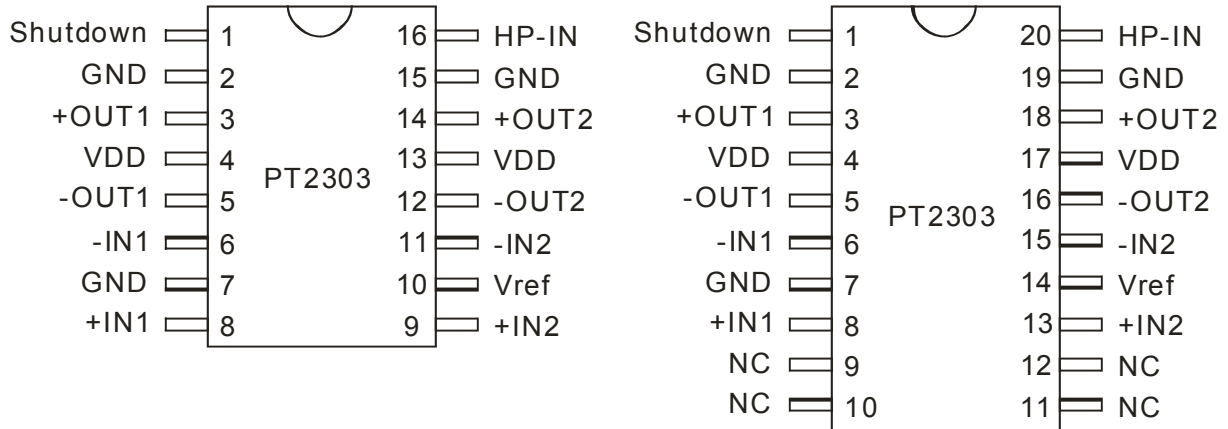 Shutdown 1 16 HP-IN
GND 2 15 GND
+OUT1 3 14 +OUT2
VDD 4 13 VDD
PT2303
-OUT1 5 12 -OUT2
-IN1 6 11 -IN2
GND 7 10 Vref
+IN1 8 9 +IN2
Shutdown 1 20 HP-IN
GND 2 19 GND
+OUT1 3 18 +OUT2
VDD 4 17 VDD
-OUT1 5 16 -OUT2
PT2303
-IN1 6 15 -IN2
GND 7 14 Vref
+IN1 8 13 +IN2
NC 9 12 NC
NC 10 11 NC